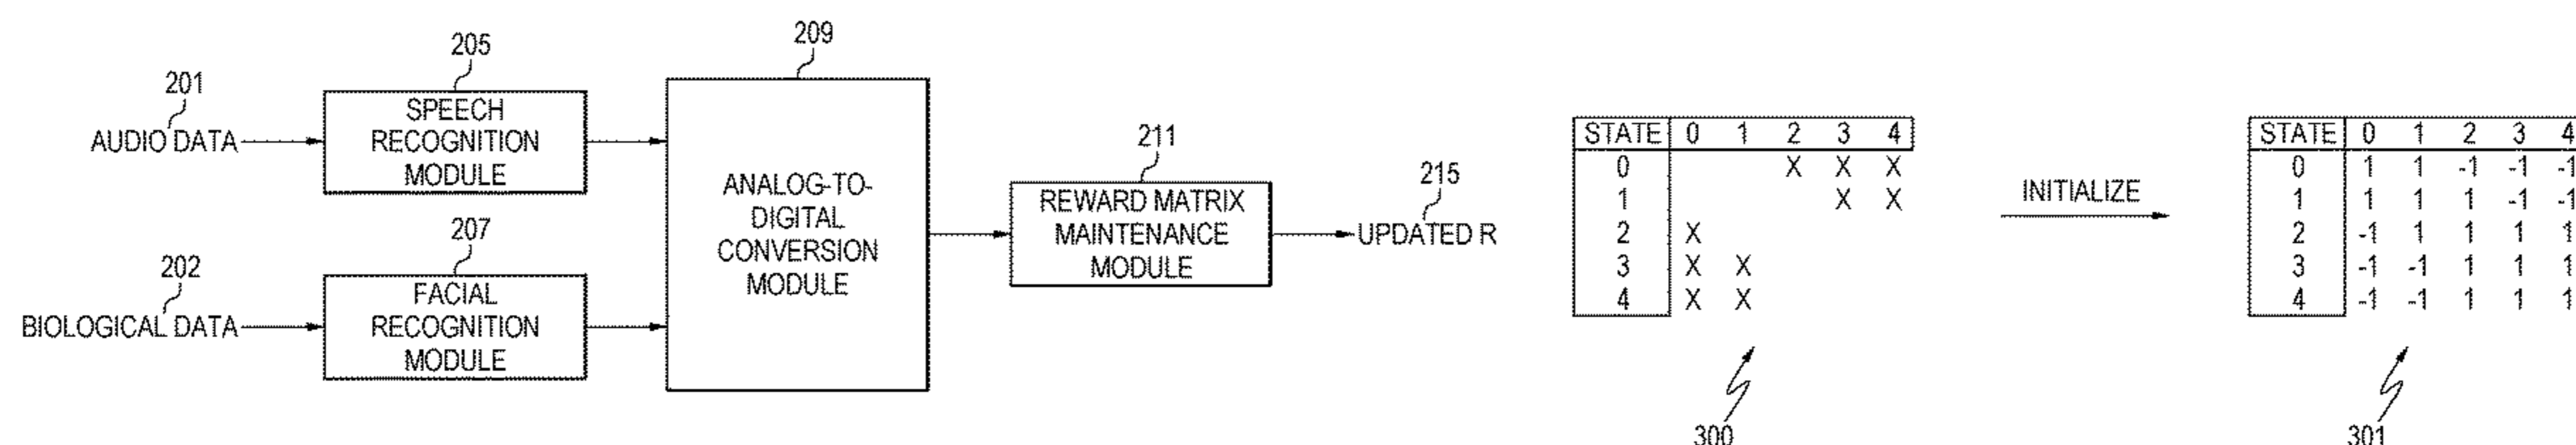 201
AUDIO DATA
205
SPEECH
RECOGNITION
MODULE
202
BIOLOGICAL DATA
207
FACIAL
RECOGNITION
MODULE
209
ANALOG-TO-
DIGITAL
CONVERSION
MODULE
211
REWARD MATRIX
MAINTENANCE
MODULE
215
UPDATED R
STATE 0 1 2 3 4
0 X X X
1 X X
2 X
3 X X
4 X X
300
INITIALIZE
STATE 0 1 2 3 4
0 1 1 -1 -1 -1
1 1 1 1 -1 -1
2 -1 1 1 1 1
3 -1 -1 1 1 1
4 -1 -1 1 1 1
301